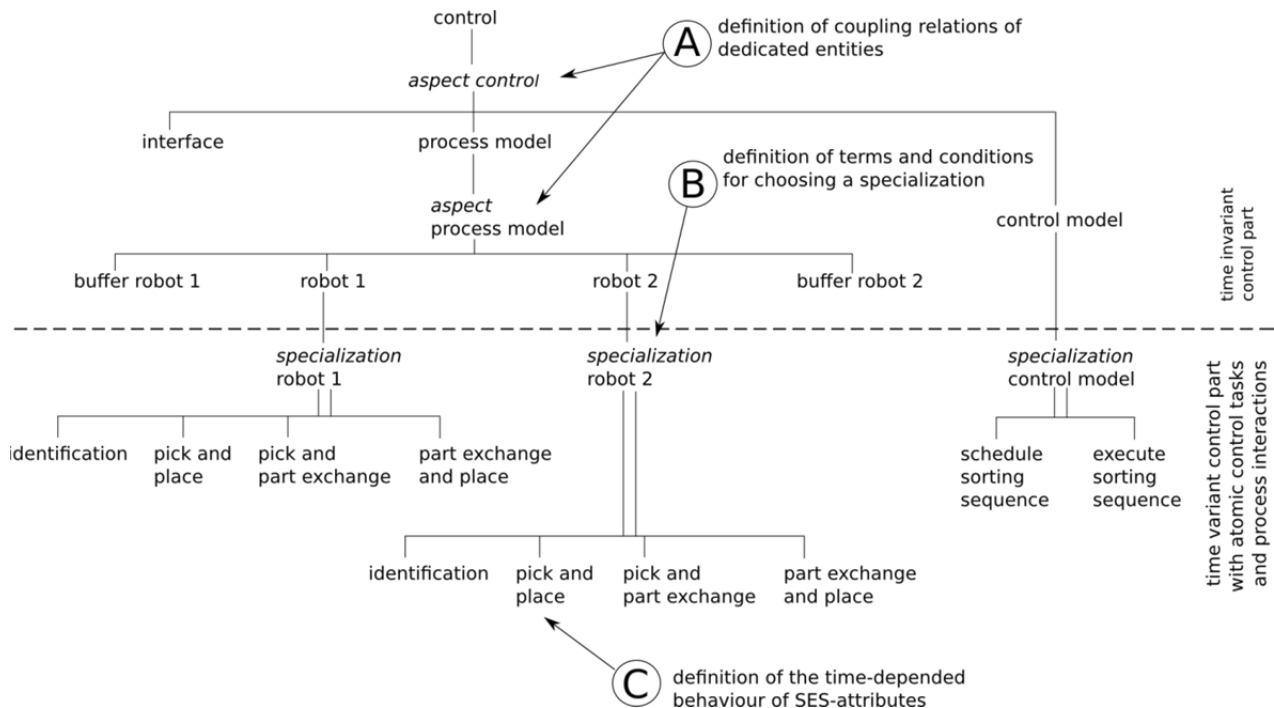 control
A
definition of coupling relations of
dedicated entities
aspect control
interface
process model
control model
B
definition of terms and conditions
for choosing a specialization
aspect
process model
buffer robot 1
robot 1
robot 2
buffer robot 2
time invariant
control part
specialization
robot 1
specialization
robot 2
specialization
control model
identification
pick and
place
pick and
part exchange
part exchange
and place
schedule
sorting
sequence
execute
sorting
sequence
time variant control part
with atomic control tasks
and process interactions
identification
pick and
place
pick and
part exchange
part exchange
and place
C
definition of the time-depended
behaviour of SES-attributes